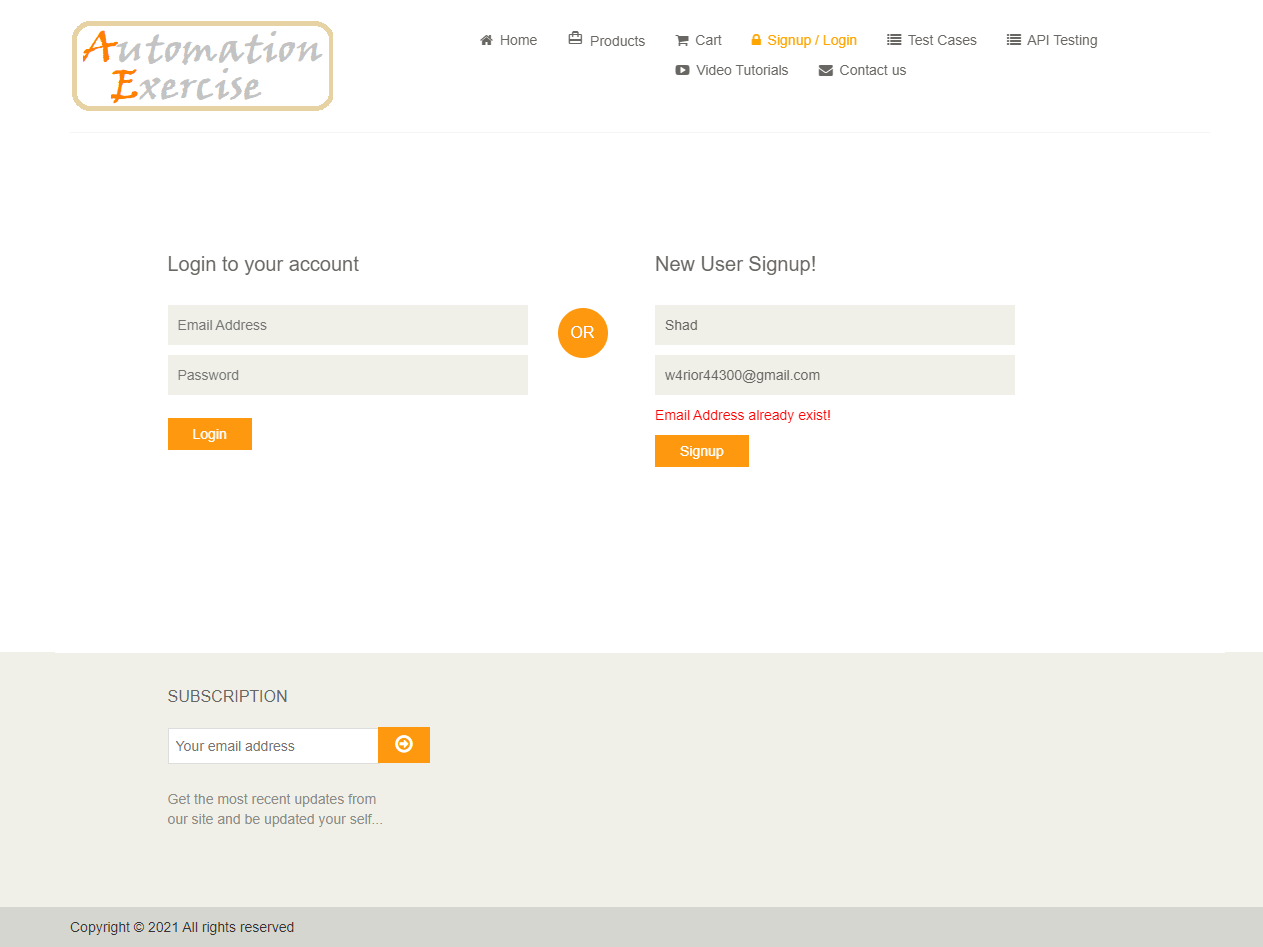 Automation
Exercise
Home
Products
Cart
Signup / Login
Test Cases
API Testing
Video Tutorials
Contact us
Login to your account
Email Address
Password
Login
OR
New User Signup!
Shad
w4rior44300@gmail.com
Email Address already exist!
Signup
SUBSCRIPTION
Your email address
Get the most recent updates from
our site and be updated your self...
Copyright © 2021 All rights reserved